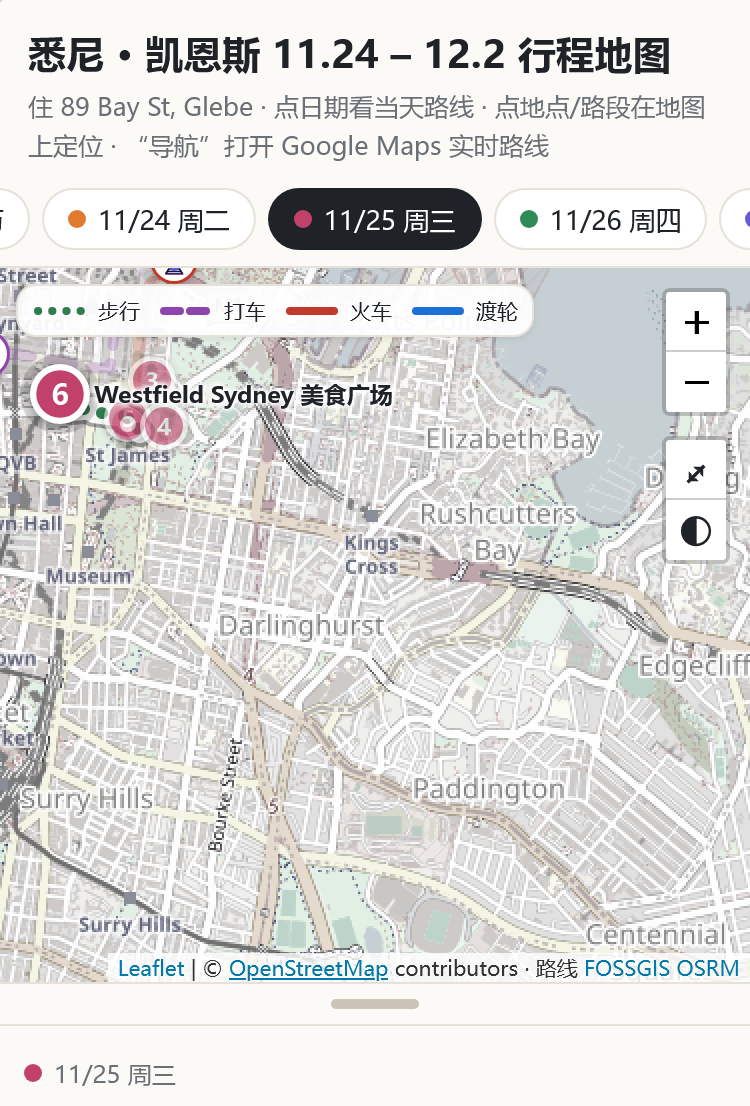 悉尼·凯恩斯 11.24 – 12.2 行程地图
住 89 Bay St, Glebe · 点日期看当天路线 · 点地点/路段在地图
上定位 · “导航”打开 Google Maps 实时路线
11/24 周二
11/25 周三
11/26 周四
Street
步行
打车
火车
渡轮
+
3
6
Westfield Sydney 美食广场
4
−
Elizabeth Bay
St James
QVB
Rushcutters
Bay
Kings
Cross
Museum
Darlinghurst
Edgecliff
4
Surry Hills
Bourke Street
Paddington
5
Surry Hills
Centennial
Leaflet | © OpenStreetMap contributors · 路线 FOSSGIS OSRM
11/25 周三